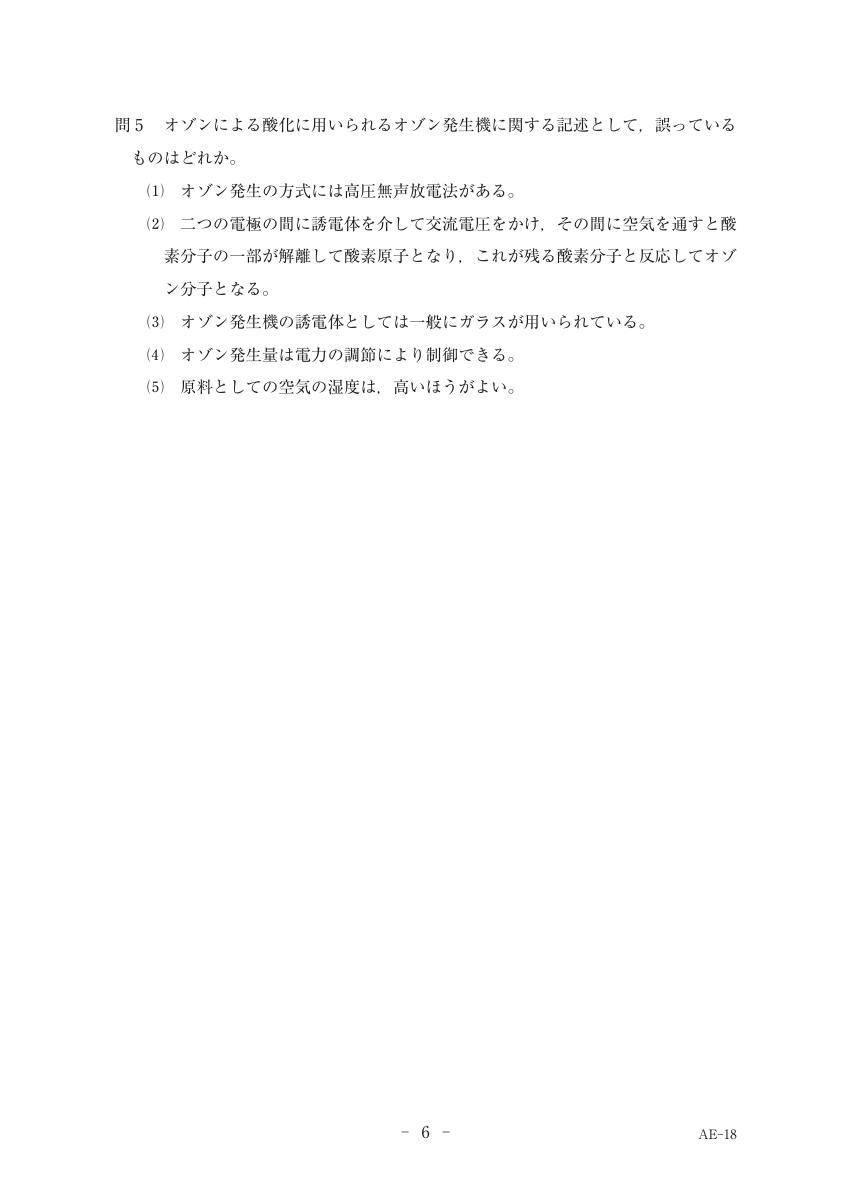 問5　オゾンによる酸化に用いられるオゾン発生機に関する記述として，誤っている
ものはどれか。
⑴　オゾン発生の方式には高圧無声放電法がある。
⑵　二つの電極の間に誘電体を介して交流電圧をかけ，その間に空気を通すと酸
素分子の一部が解離して酸素原子となり，これが残る酸素分子と反応してオゾ
ン分子となる。
⑶　オゾン発生機の誘電体としては一般にガラスが用いられている。
⑷　オゾン発生量は電力の調節により制御できる。
⑸　原料としての空気の湿度は，高いほうがよい。
－ 6 －
AE-18